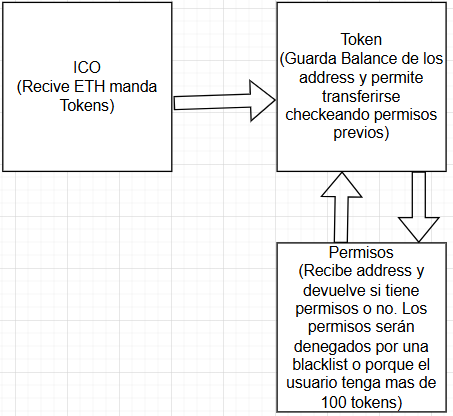 ICO
(Recive ETH manda
Tokens)
Token
(Guarda Balance de los
address y permite
transferirse
checkeando permisos
previos)
Permisos
(Recibe address y
devuelve si tiene
permisos o no. Los
permisos serán
denegados por una
blacklist o porque el
usuario tenga mas de
100 tokens)